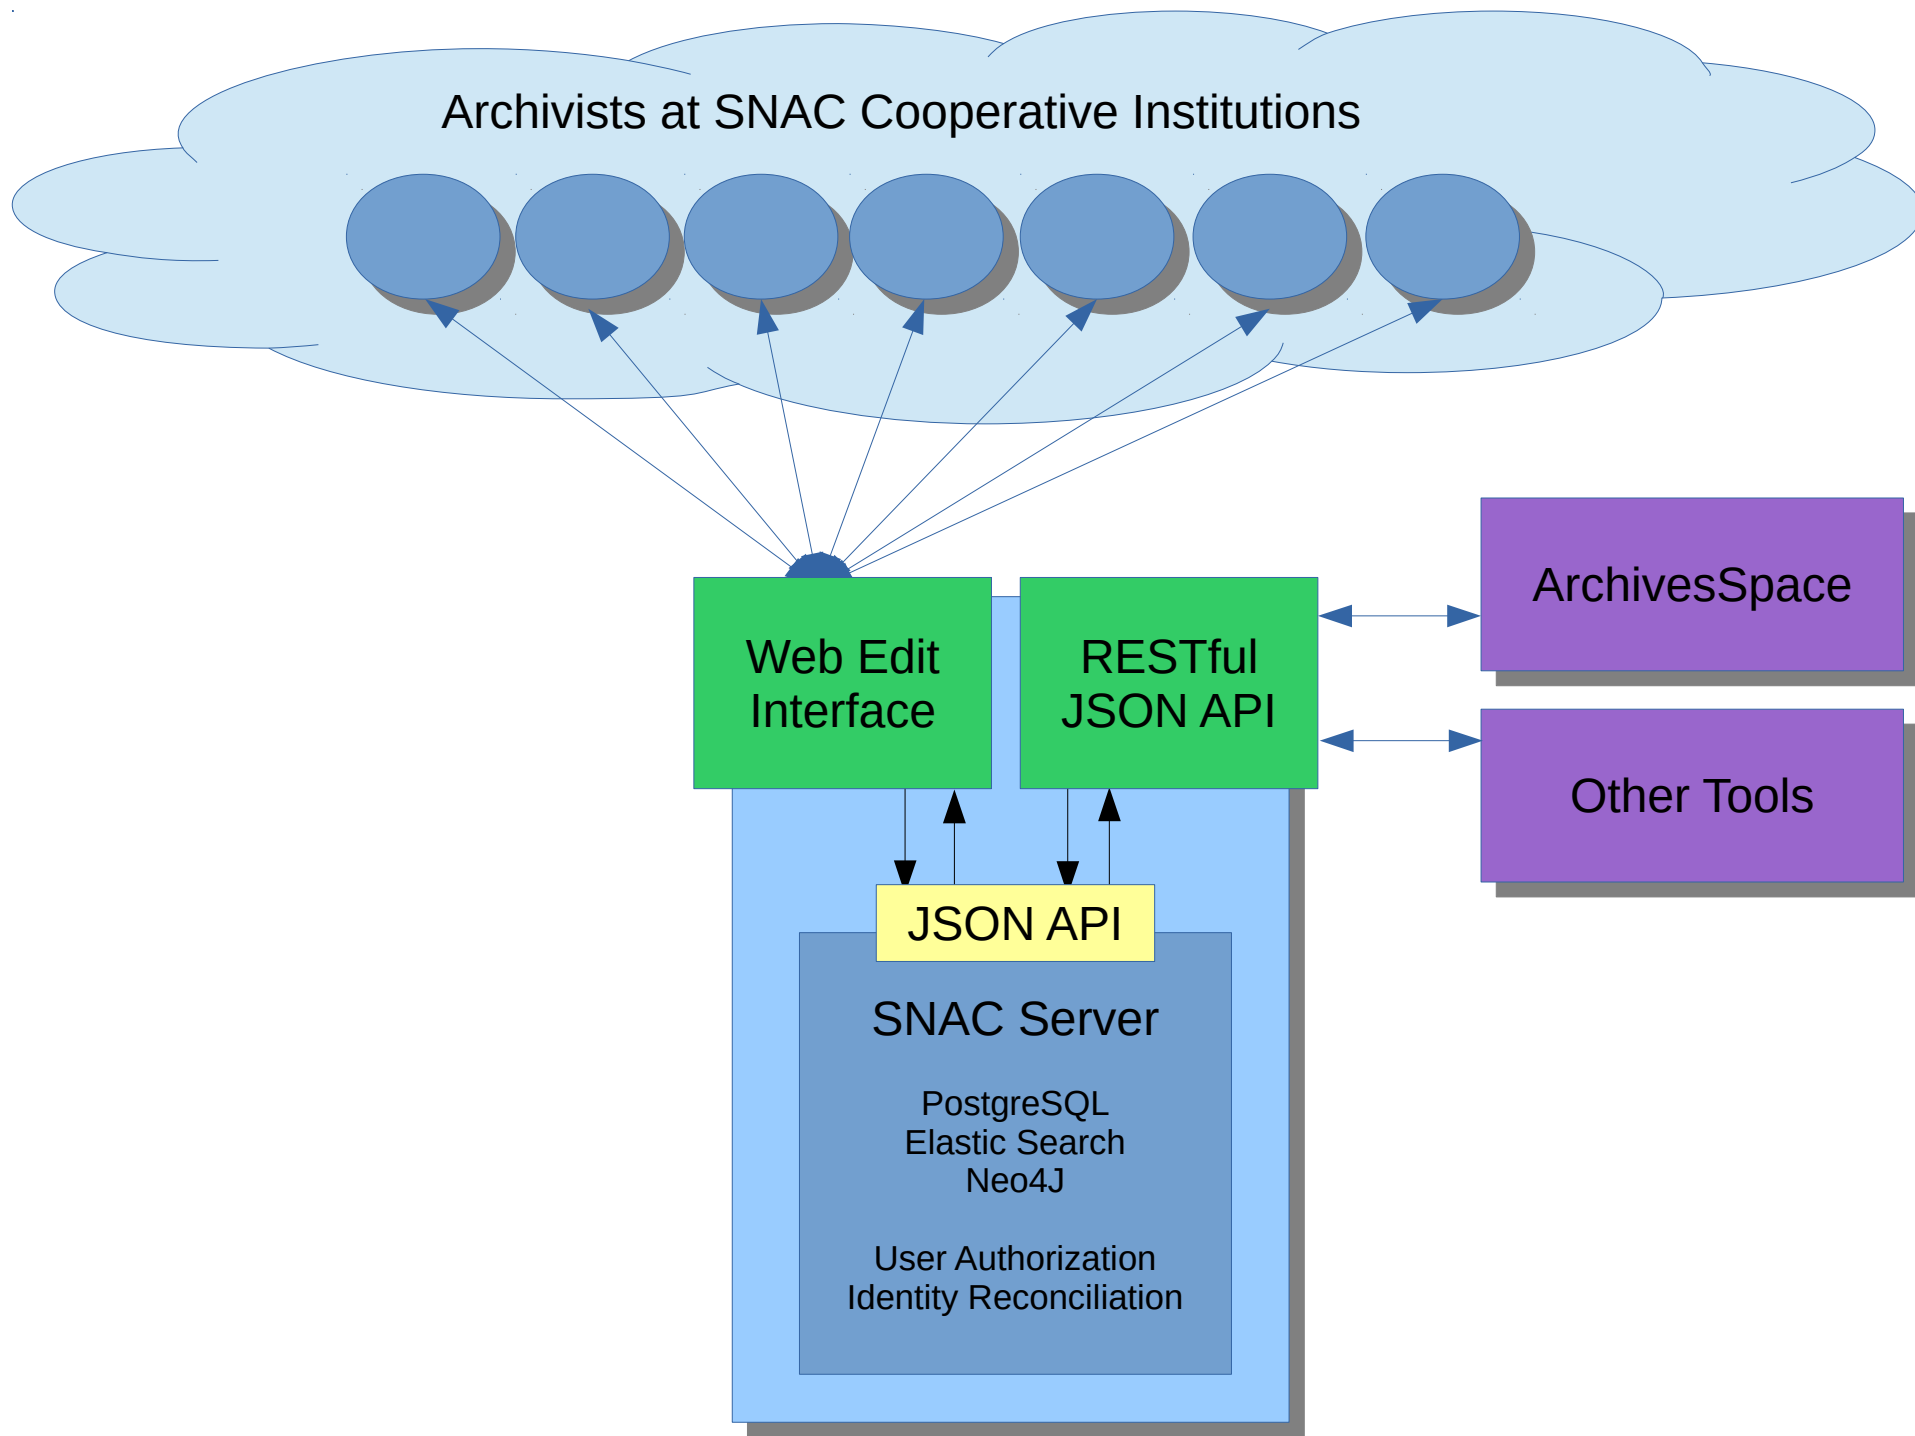 Archivists at SNAC Cooperative Institutions
Web Edit
Interface
RESTful
JSON API
ArchivesSpace
Other Tools
JSON API
SNAC Server
PostgreSQL
Elastic Search
Neo4J
User Authorization
Identity Reconciliation